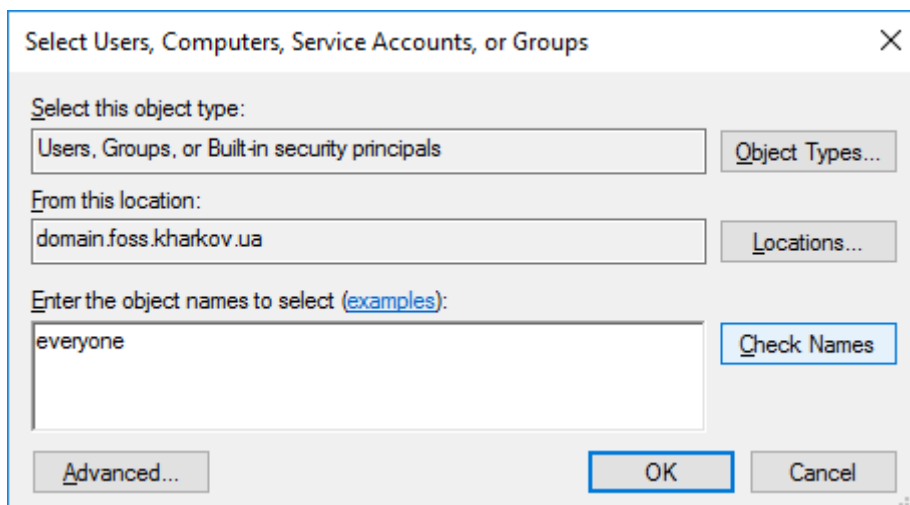 Select Users, Computers, Service Accounts, or Groups
Select this object type:
Users, Groups, or Built-in security principals
Object Types...
From this location:
domain.foss.kharkov.ua
Locations...
Enter the object names to select (examples):
everyone
Check Names
Advanced...
OK
Cancel